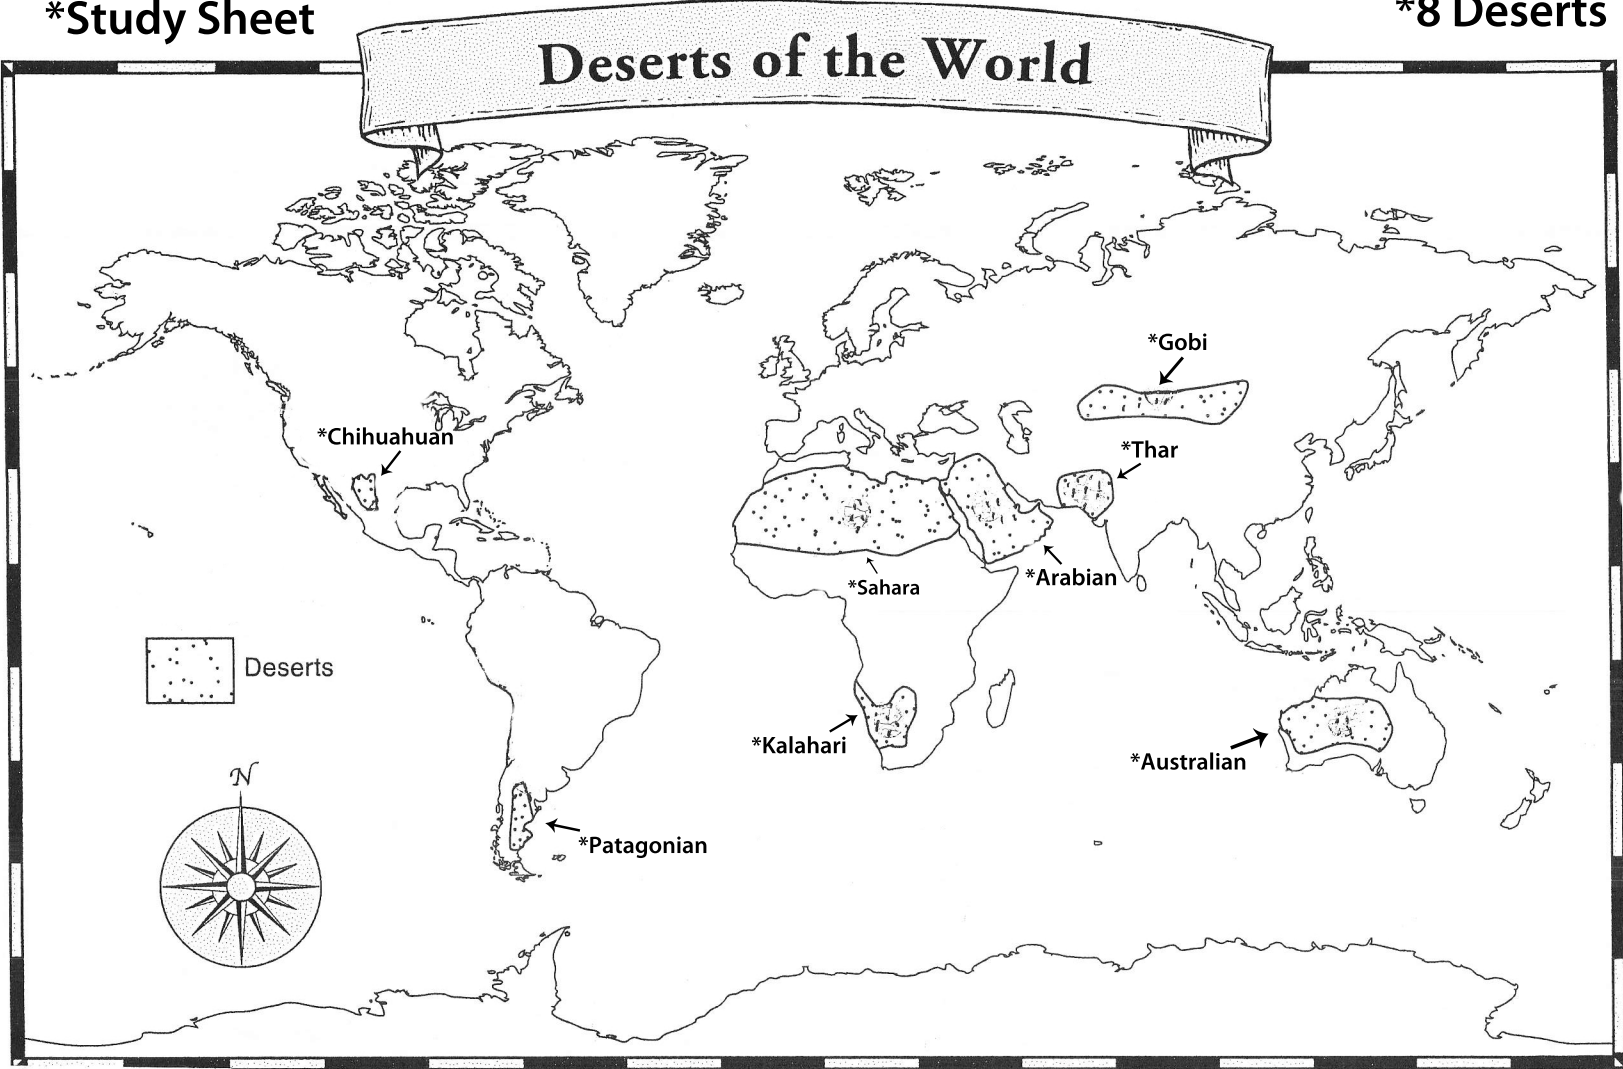 *Study Sheet
*8 Deserts
Deserts of the World
*Gobi
*Chihuahuan
*Thar
*Sahara
*Arabian
Deserts
*Kalahari
*Australian
N
*Patagonian